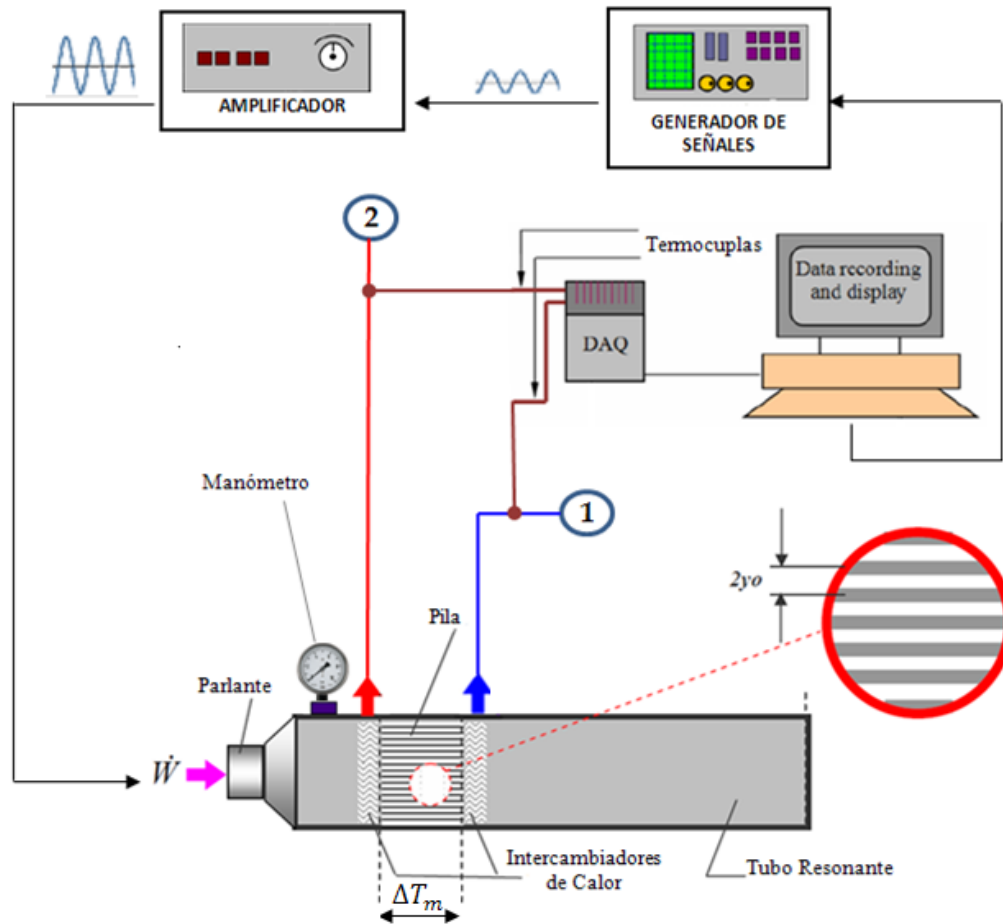 AMPLIFICADOR
GENERADOR DE
SEÑALES
2
Termocuplas
Data recording
and display
DAQ
Manómetro
1
2yo
Pila
Parlante
Ẇ
Intercambiadores
de Calor
Tubo Resonante
ΔTm